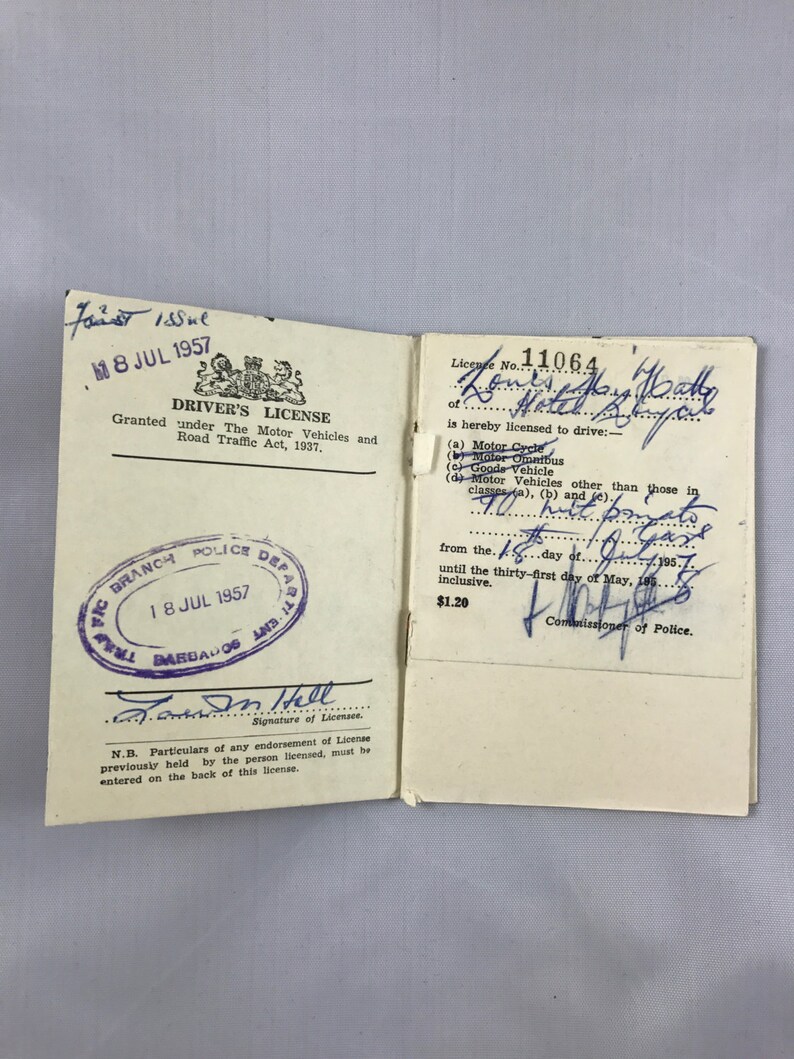 First Issue
18 JUL 1957
DRIVER'S LICENSE
Granted under The Motor Vehicles and
Road Traffic Act, 1937.
TRAFFIC BRANCH POLICE DEPARTMENT
18 JUL 1957
BARBADOS
Hall
Signature of Licensee.
N.B. Particulars of any endorsement of License
previously held by the person licensed, must be
entered on the back of this license.
Licence No. 11064
Louis
of Hotel
is hereby licensed to drive:—
(a) Motor Cycle
(b) Motor Omnibus
(c) Goods Vehicle
(d) Motor Vehicles other than those in
classes (a), (b) and (c).
from the 18 day of July 1957
until the thirty-first day of May, 1958
inclusive.
$1.20
Commissioner of Police.